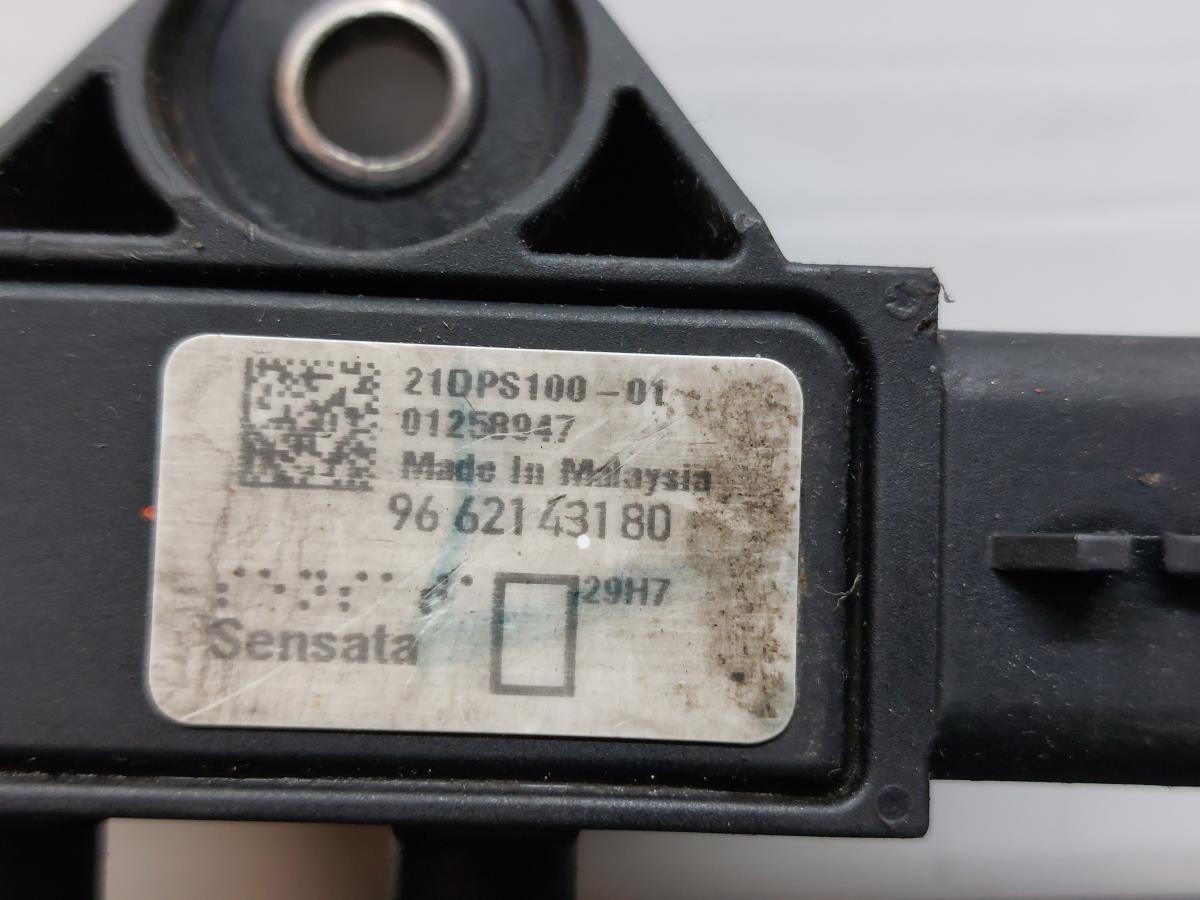 21DPS100-01
01258947
Made in Malaysia
96 621 431 80
29H7
Sensata